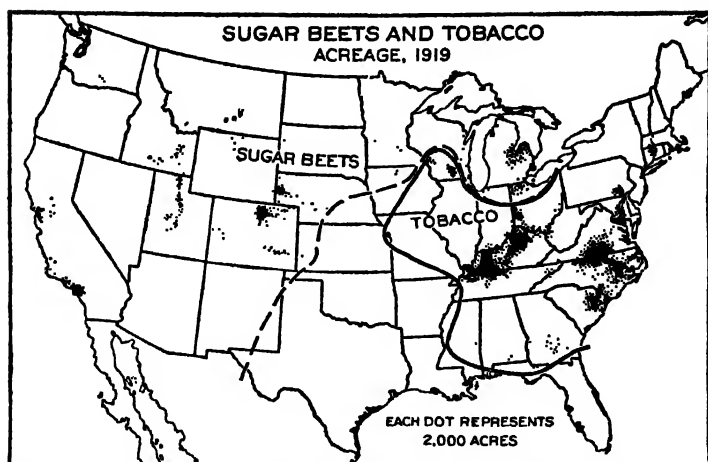 SUGAR BEETS AND TOBACCO
ACREAGE, 1919
SUGAR BEETS
TOBACCO
EACH DOT REPRESENTS
2,000 ACRES